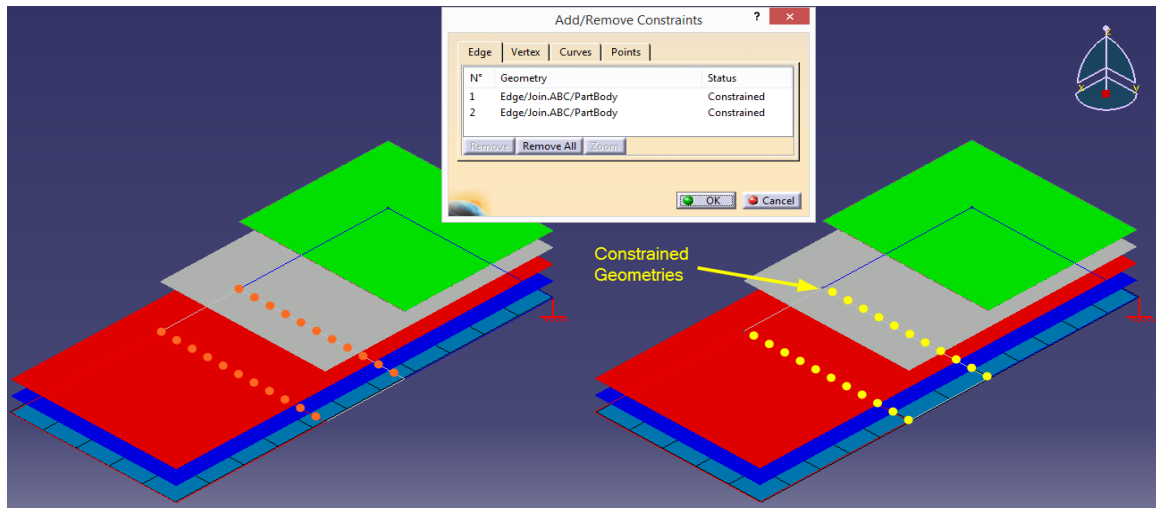 Add/Remove Constraints ? ×
Edge Vertex Curves Points
N° Geometry Status
1 Edge/Join.ABC/PartBody Constrained
2 Edge/Join.ABC/PartBody Constrained
Remove Remove All Zoom
OK Cancel
Constrained
Geometries
z
x y